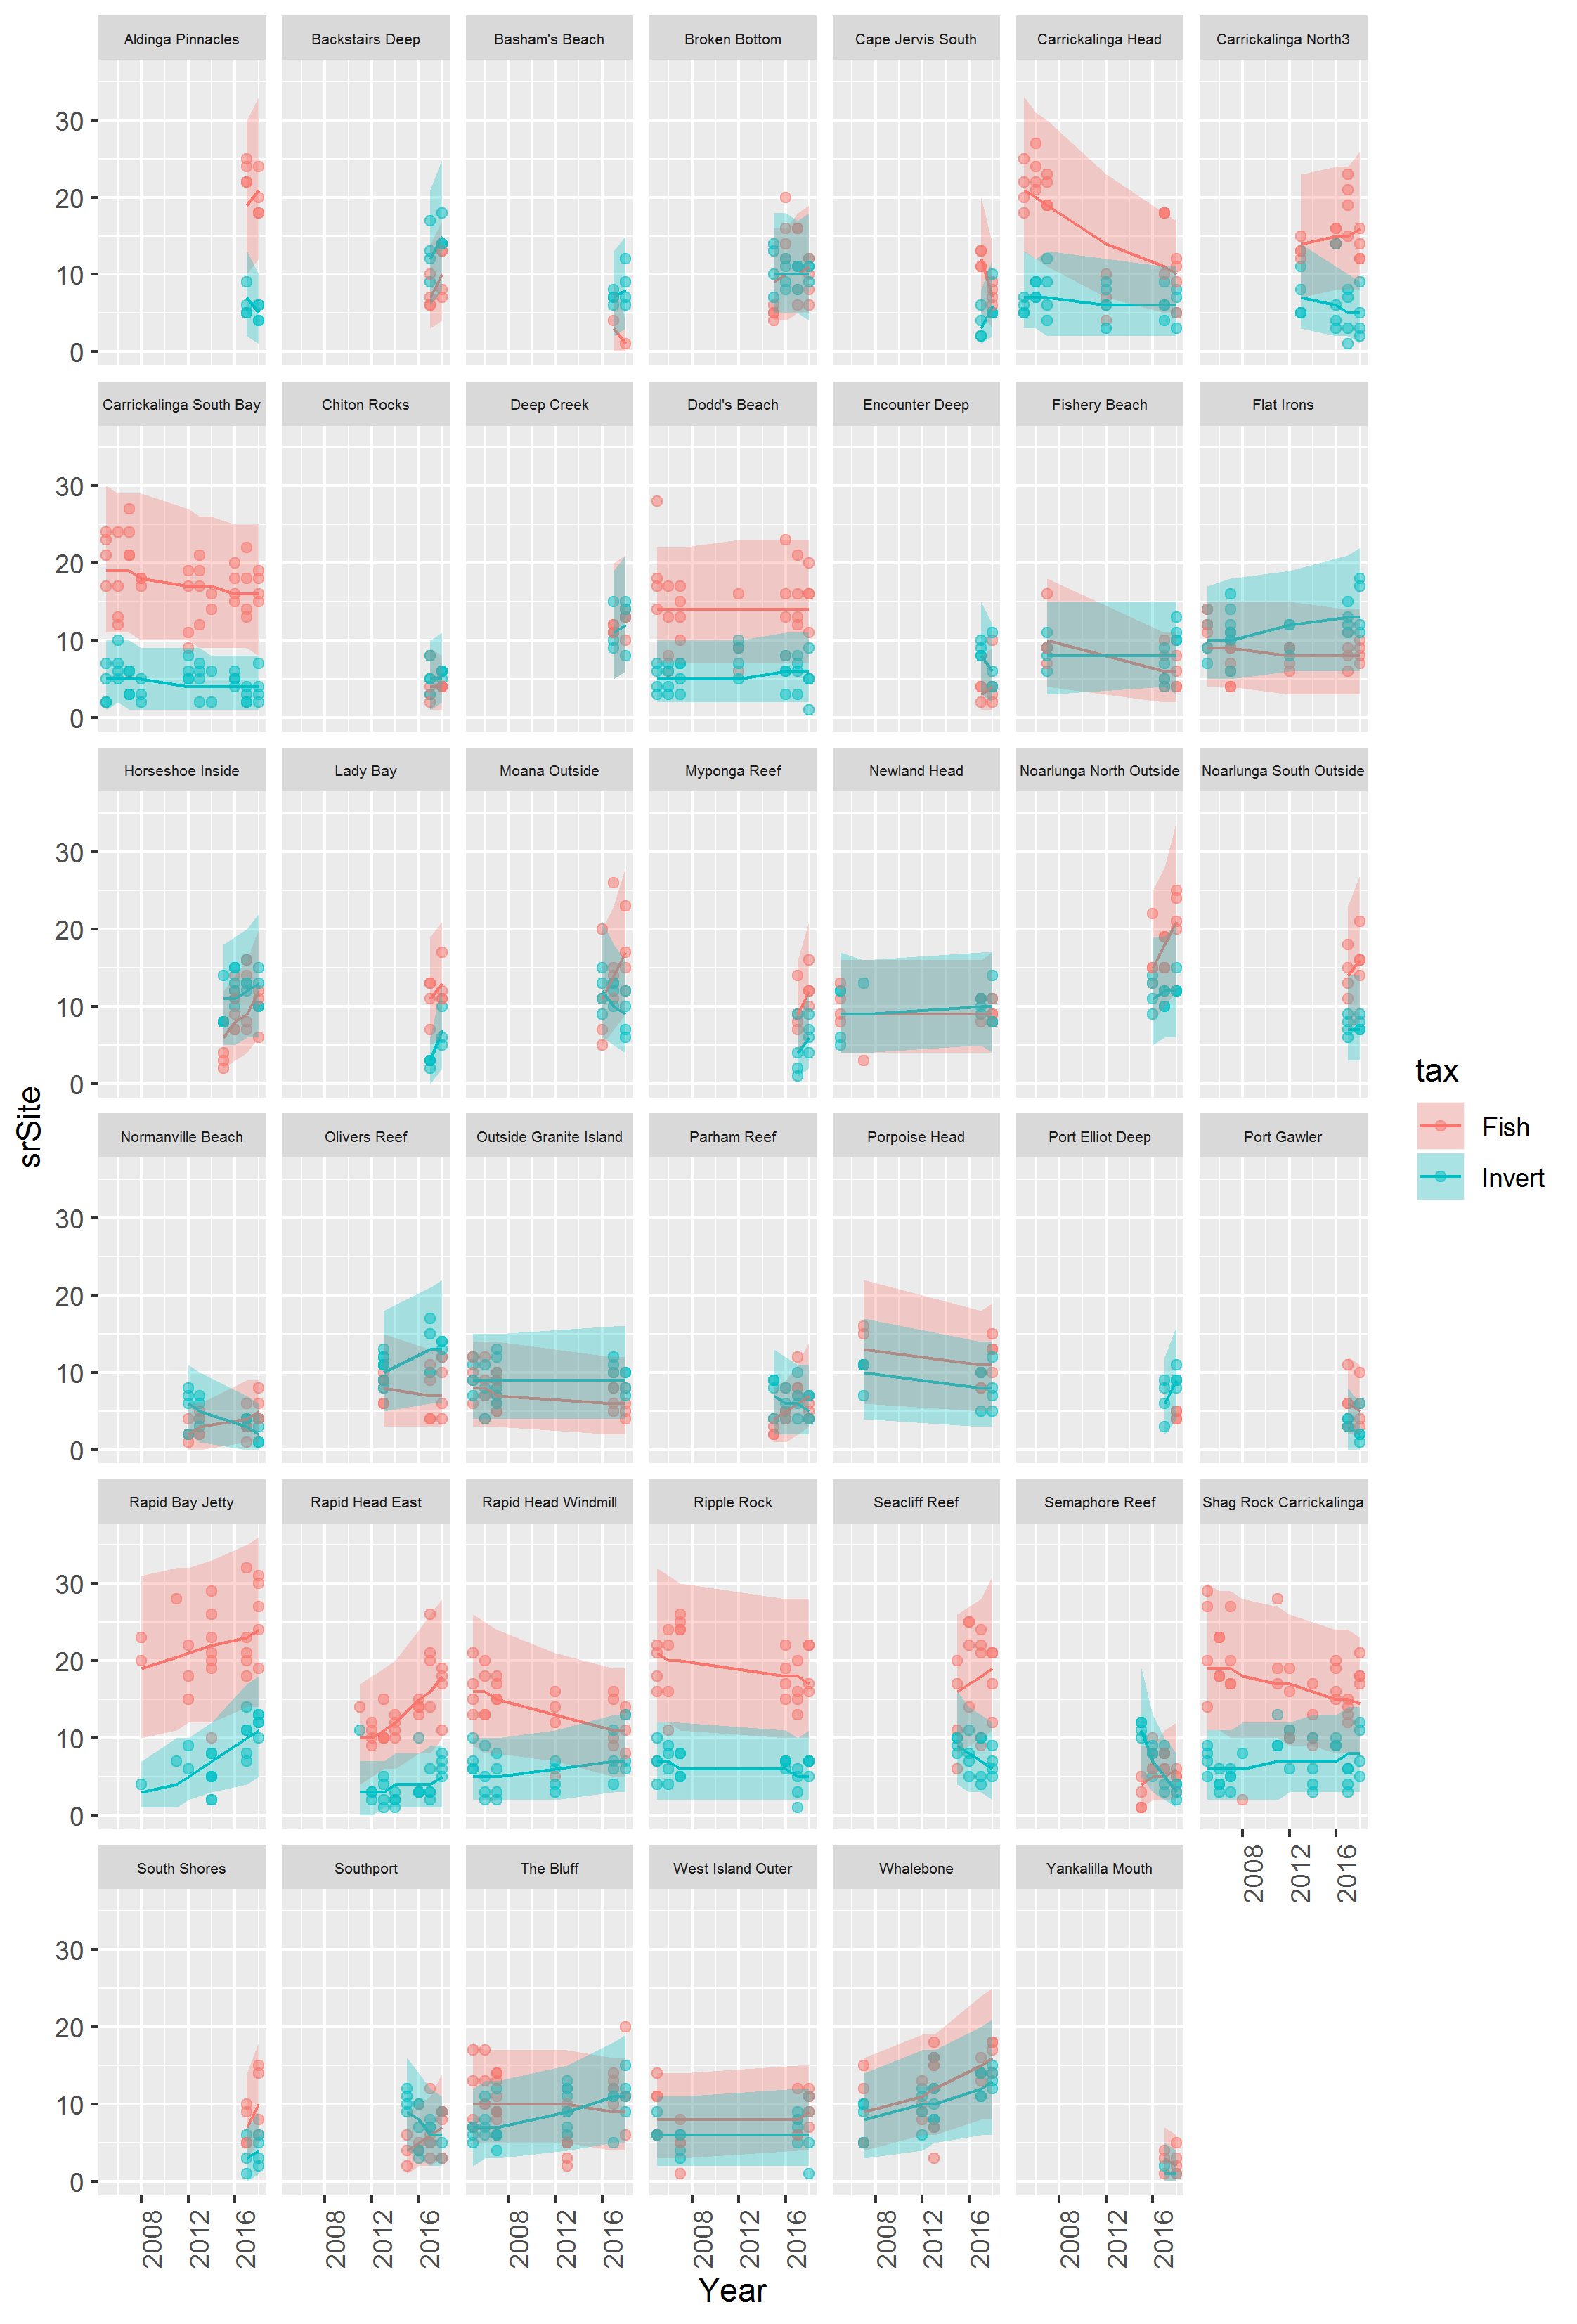 Aldinga Pinnacles Backstairs Deep Basham's Beach Broken Bottom Cape Jervis South Carrickalinga Head Carrickalinga North3
30
20
10
0
Carrickalinga South Bay Chiton Rocks Deep Creek Dodd's Beach Encounter Deep Fishery Beach Flat Irons
30
20
10
0
Horseshoe Inside Lady Bay Moana Outside Myponga Reef Newland Head Noarlunga North Outside Noarlunga South Outside
30
20
10
0
srSite
tax
Fish
Invert
Normanville Beach Olivers Reef Outside Granite Island Parham Reef Porpoise Head Port Elliot Deep Port Gawler
30
20
10
0
Rapid Bay Jetty Rapid Head East Rapid Head Windmill Ripple Rock Seacliff Reef Semaphore Reef Shag Rock Carrickalinga
30
20
10
0
2008 2012 2016
South Shores Southport The Bluff West Island Outer Whalebone Yankalilla Mouth
30
20
10
0
2008 2012 2016 2008 2012 2016 2008 2012 2016 2008 2012 2016 2008 2012 2016 2008 2012 2016
Year